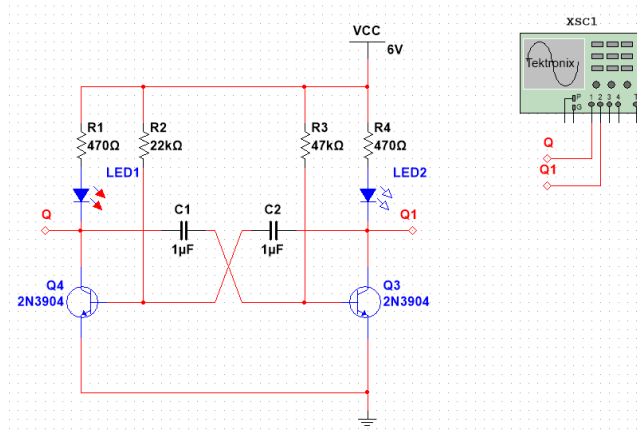 XSC1
VCC
6V
Tektronix
P
G
1 2 3 4
T
R1
470Ω
R2
22kΩ
R3
47kΩ
R4
470Ω
Q
Q1
LED1
LED2
Q
C1
1µF
C2
1µF
Q1
Q4
2N3904
Q3
2N3904